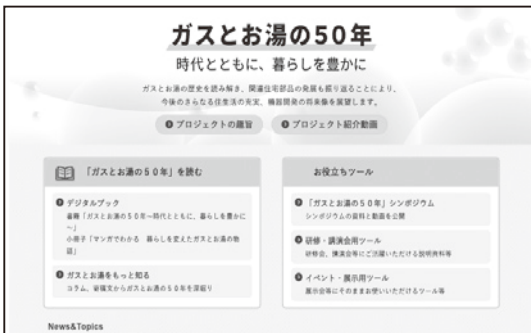 ガスとお湯の50年
時代とともに、暮らしを豊かに
ガスとお湯の歴史を読み解き、関連住宅部品の発展も振り返ることにより、
今後のさらなる住生活の充実、機器開発の将来像を展望します。
プロジェクトの趣旨 プロジェクト紹介動画
「ガスとお湯の50年」を読む
デジタルブック
書籍「ガスとお湯の50年～時代とともに、暮らしを豊かに
～」
小冊子「マンガでわかる 暮らしを変えたガスとお湯の物
語」
ガスとお湯をもっと知る
コラム、新聞文からガスとお湯の50年を深掘り
お役立ちツール
「ガスとお湯の50年」シンポジウム
シンポジウムの資料と動画を公開
研修・講演会用ツール
研修会、講演会等にご活用いただける説明資料等
イベント・展示用ツール
展示会等にそのままお使いいただけるツール等
News&Topics